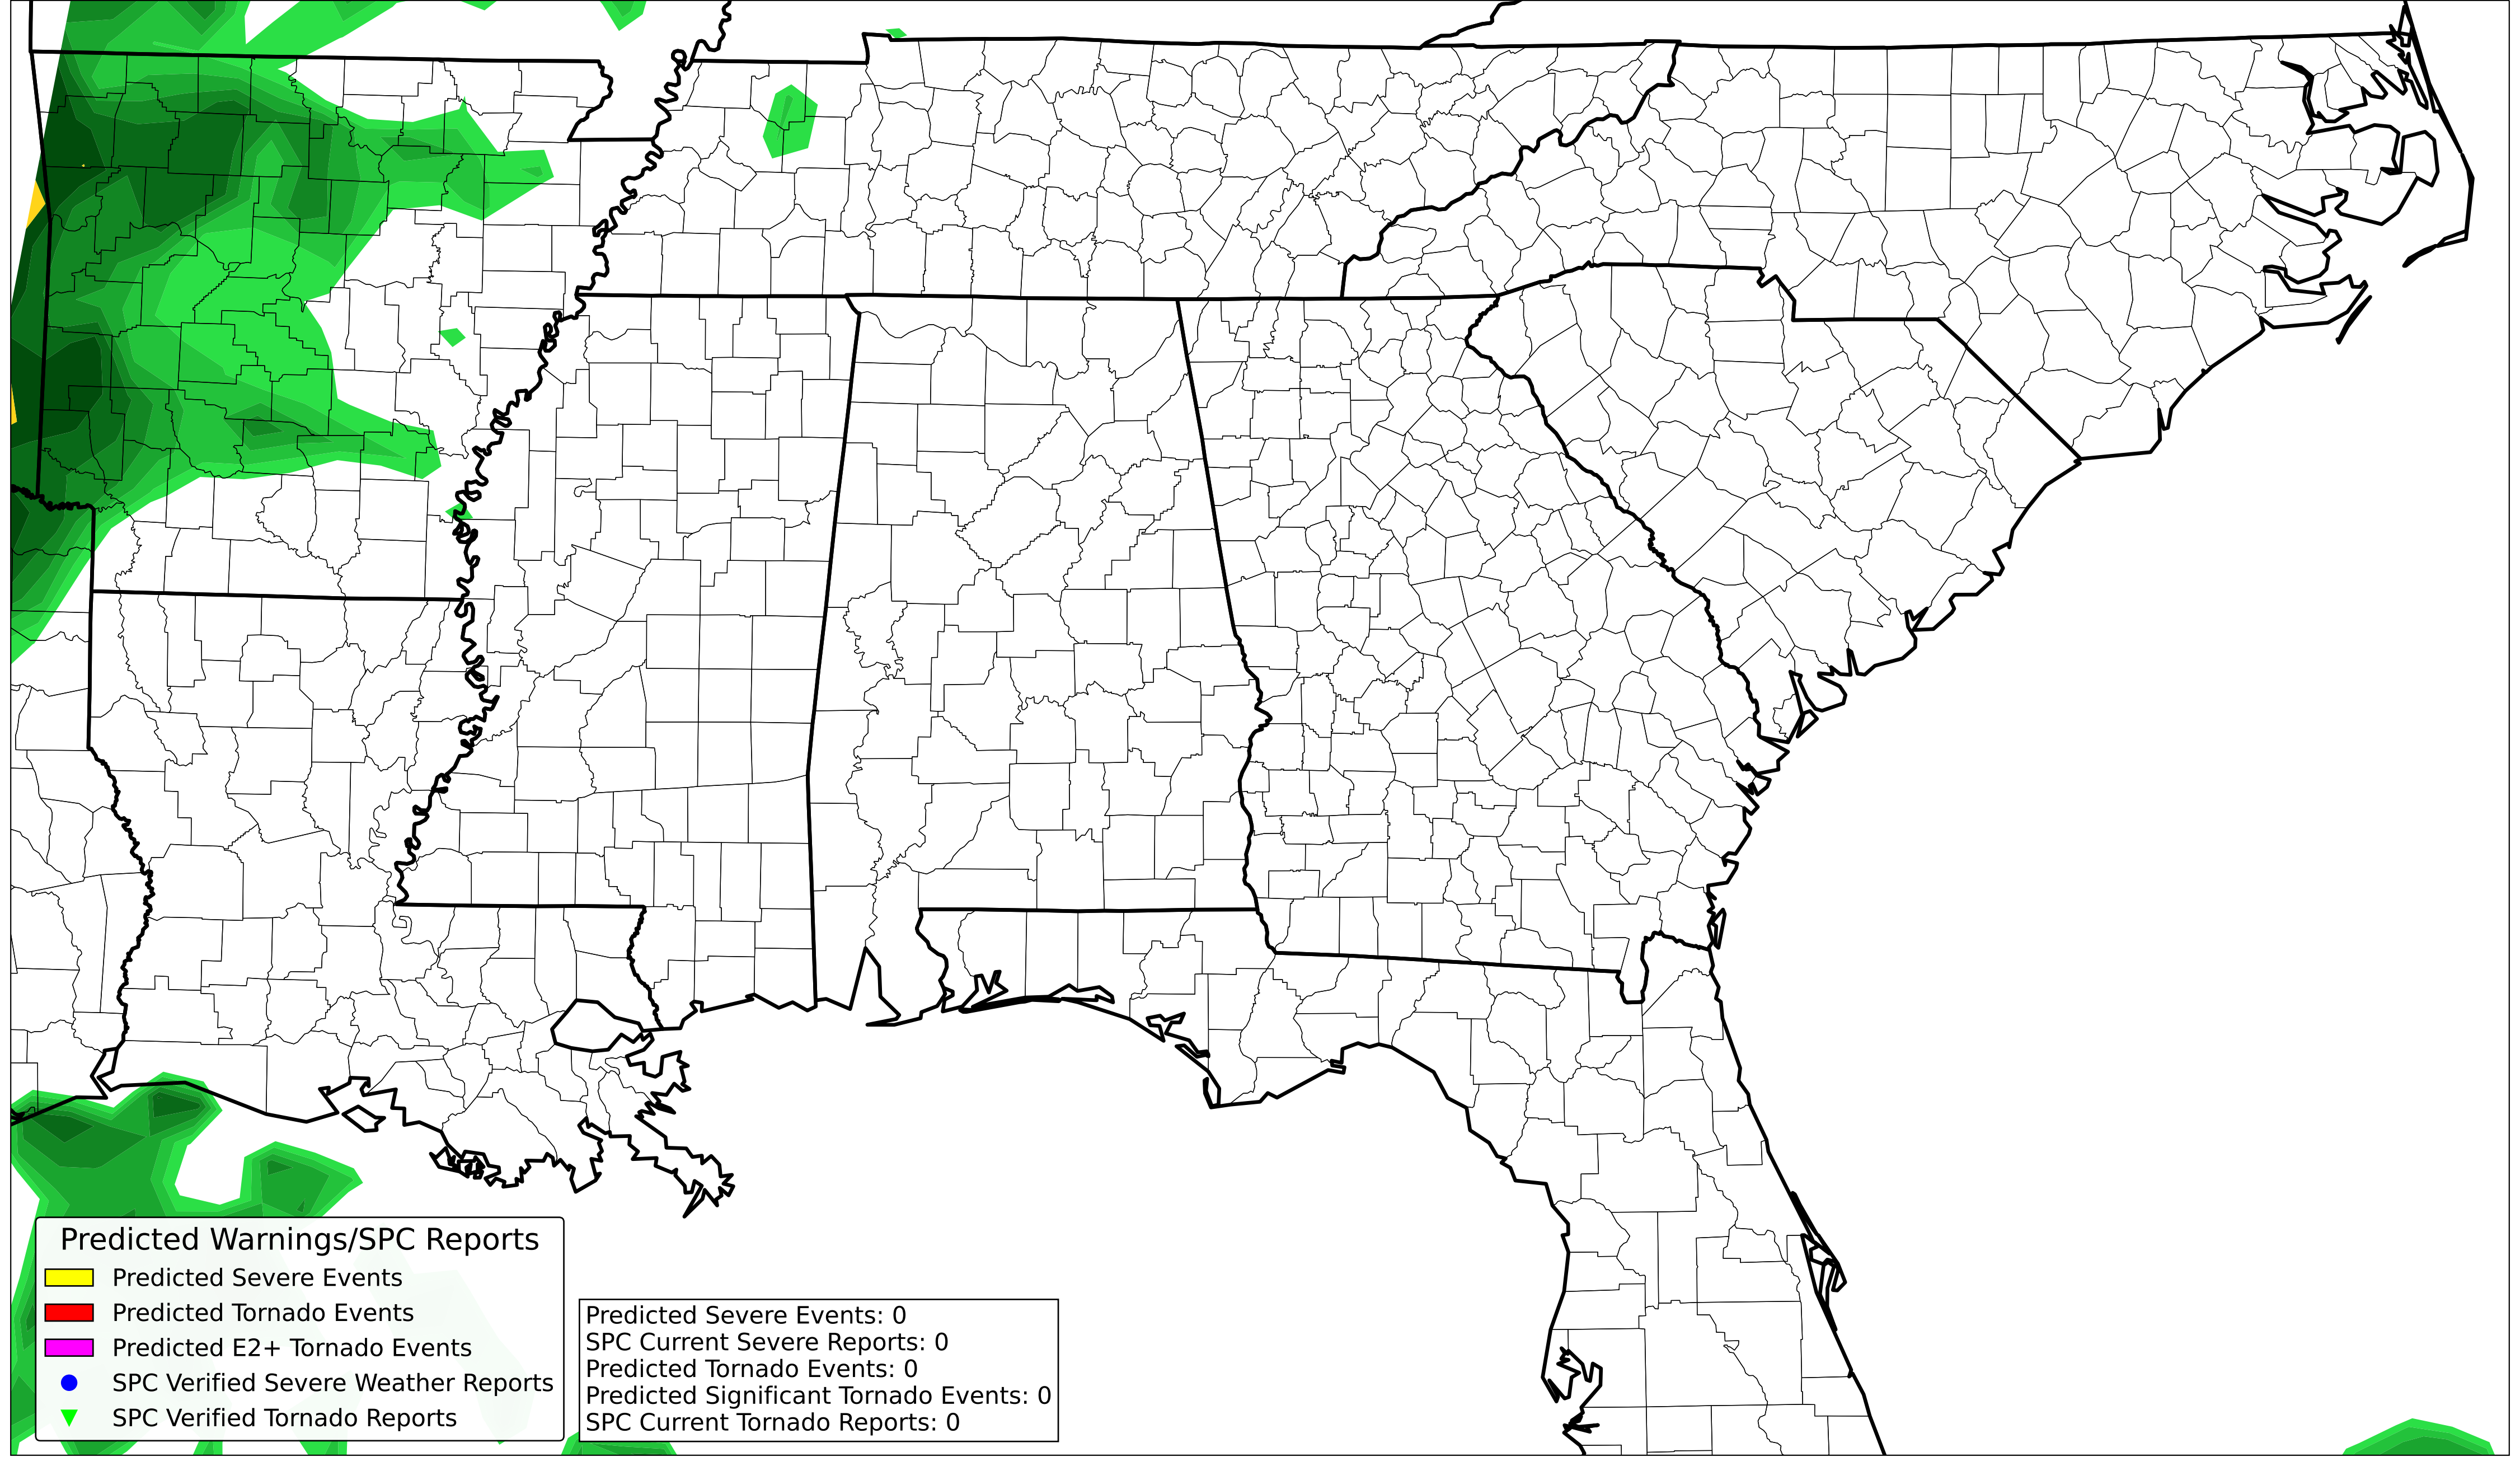 Predicted Warnings/SPC Reports
Predicted Severe Events
Predicted Tornado Events
Predicted E2+ Tornado Events
SPC Verified Severe Weather Reports
SPC Verified Tornado Reports
Predicted Severe Events: 0
SPC Current Severe Reports: 0
Predicted Tornado Events: 0
Predicted Significant Tornado Events: 0
SPC Current Tornado Reports: 0